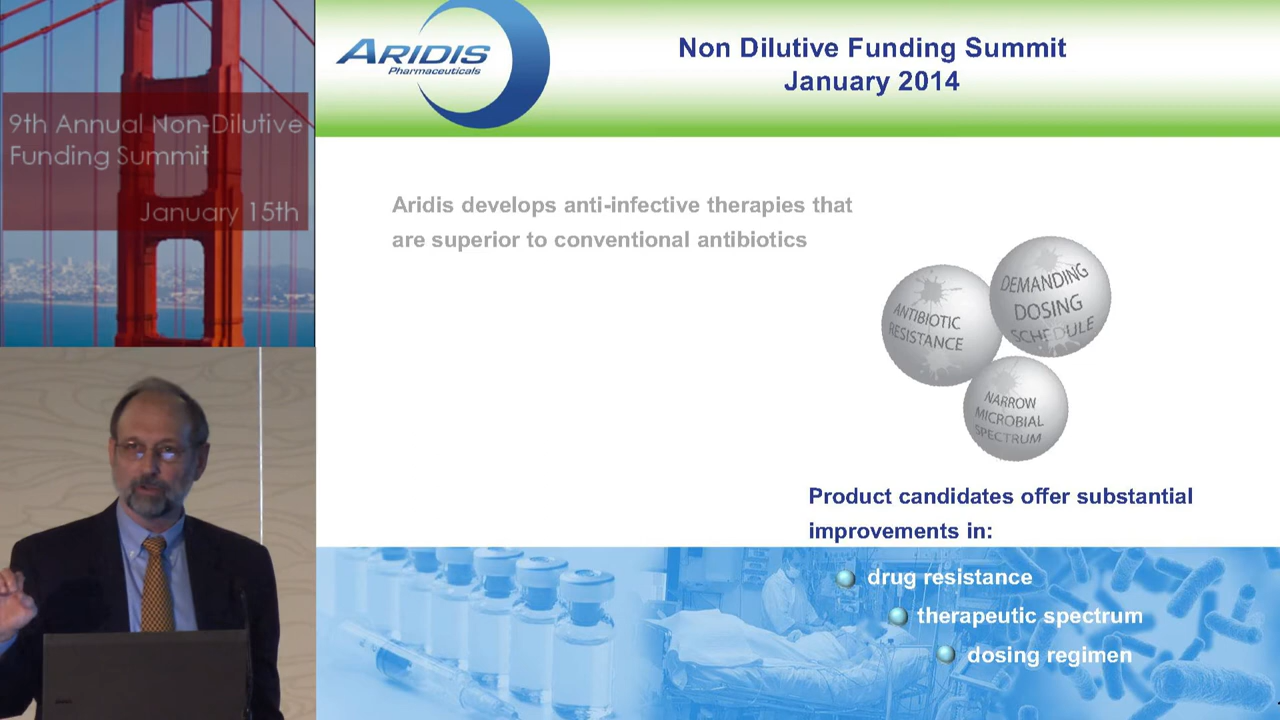 9th Annual Non-Dilutive
Funding Summit
January 15th
ARIDIS
Pharmaceuticals
Non Dilutive Funding Summit
January 2014
Aridis develops anti-infective therapies that
are superior to conventional antibiotics
ANTIBIOTIC
RESISTANCE
DEMANDING
DOSING
SCHEDULE
NARROW
MICROBIAL
SPECTRUM
Product candidates offer substantial
improvements in:
drug resistance
therapeutic spectrum
dosing regimen